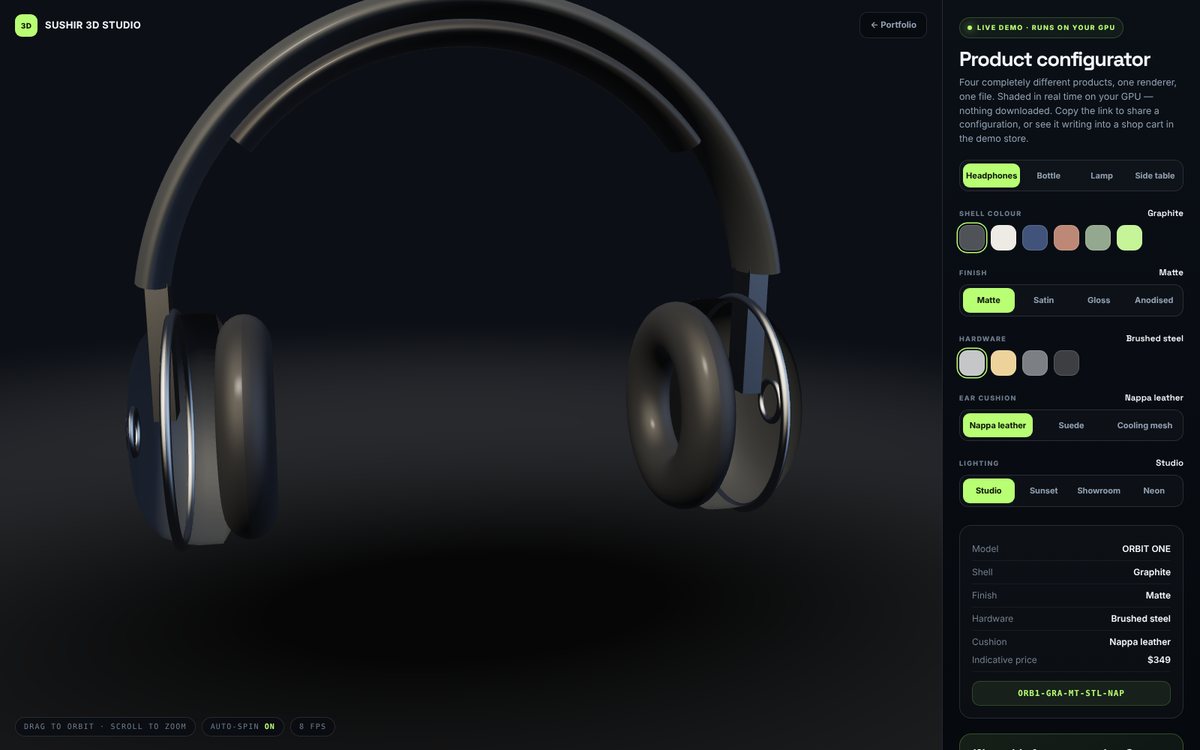 3D SUSHIR 3D STUDIO
← Portfolio
LIVE DEMO · RUNS ON YOUR GPU
Product configurator
Four completely different products, one renderer,
one file. Shaded in real time on your GPU —
nothing downloaded. Copy the link to share a
configuration, or see it writing into a shop cart in
the demo store.
Headphones Bottle Lamp Side table
SHELL COLOUR Graphite
FINISH Matte
Matte Satin Gloss Anodised
HARDWARE Brushed steel
EAR CUSHION Nappa leather
Nappa leather Suede Cooling mesh
LIGHTING Studio
Studio Sunset Showroom Neon
Model ORBIT ONE
Shell Graphite
Finish Matte
Hardware Brushed steel
Cushion Nappa leather
Indicative price $349
ORB1-GRA-MT-STL-NAP
DRAG TO ORBIT · SCROLL TO ZOOM AUTO-SPIN ON 8 FPS